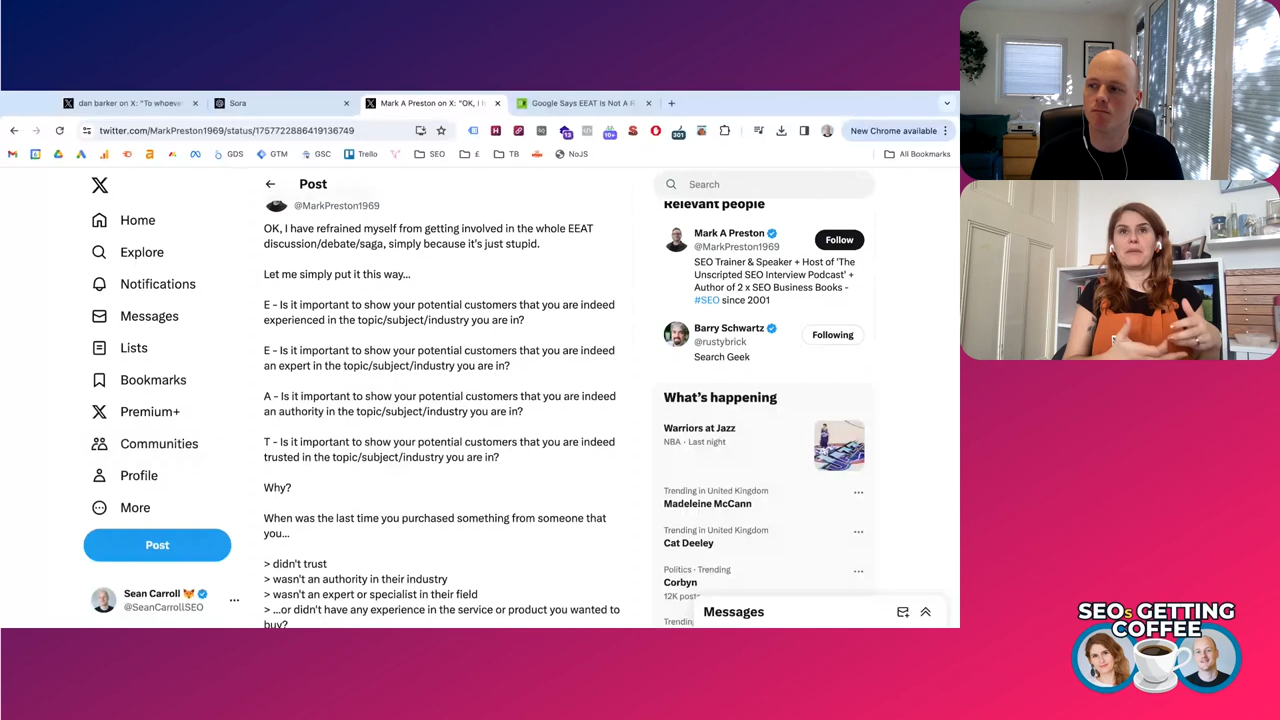 dan barker on X: "To whoever
Sora
Mark A Preston on X: "OK, I h
Google Says EEAT Is Not A R
twitter.com/MarkPreston1969/status/1757722886419136749
New Chrome available
GDS
GTM
GSC
Trello
SEO
£
TB
NoJS
All Bookmarks
Home
Explore
Notifications
Messages
Lists
Bookmarks
Premium+
Communities
Profile
More
Post
Sean Carroll
@SeanCarrollSEO
Post
@MarkPreston1969
OK, I have refrained myself from getting involved in the whole EEAT
discussion/debate/saga, simply because it's just stupid.
Let me simply put it this way...
E - Is it important to show your potential customers that you are indeed
experienced in the topic/subject/industry you are in?
E - Is it important to show your potential customers that you are indeed
an expert in the topic/subject/industry you are in?
A - Is it important to show your potential customers that you are indeed
an authority in the topic/subject/industry you are in?
T - Is it important to show your potential customers that you are indeed
trusted in the topic/subject/industry you are in?
Why?
When was the last time you purchased something from someone that
you...
> didn't trust
> wasn't an authority in their industry
> wasn't an expert or specialist in their field
> ...or didn't have any experience in the service or product you wanted to
buy?
Search
Relevant people
Mark A Preston
@MarkPreston1969
Follow
SEO Trainer & Speaker + Host of 'The
Unscripted SEO Interview Podcast' +
Author of 2 x SEO Business Books -
#SEO since 2001
Barry Schwartz
@rustybrick
Following
Search Geek
What's happening
Warriors at Jazz
NBA · Last night
Trending in United Kingdom
Madeleine McCann
Trending in United Kingdom
Cat Deeley
Politics · Trending
Corbyn
12K posts
Trending
Messages
SEOs GETTING
COFFEE